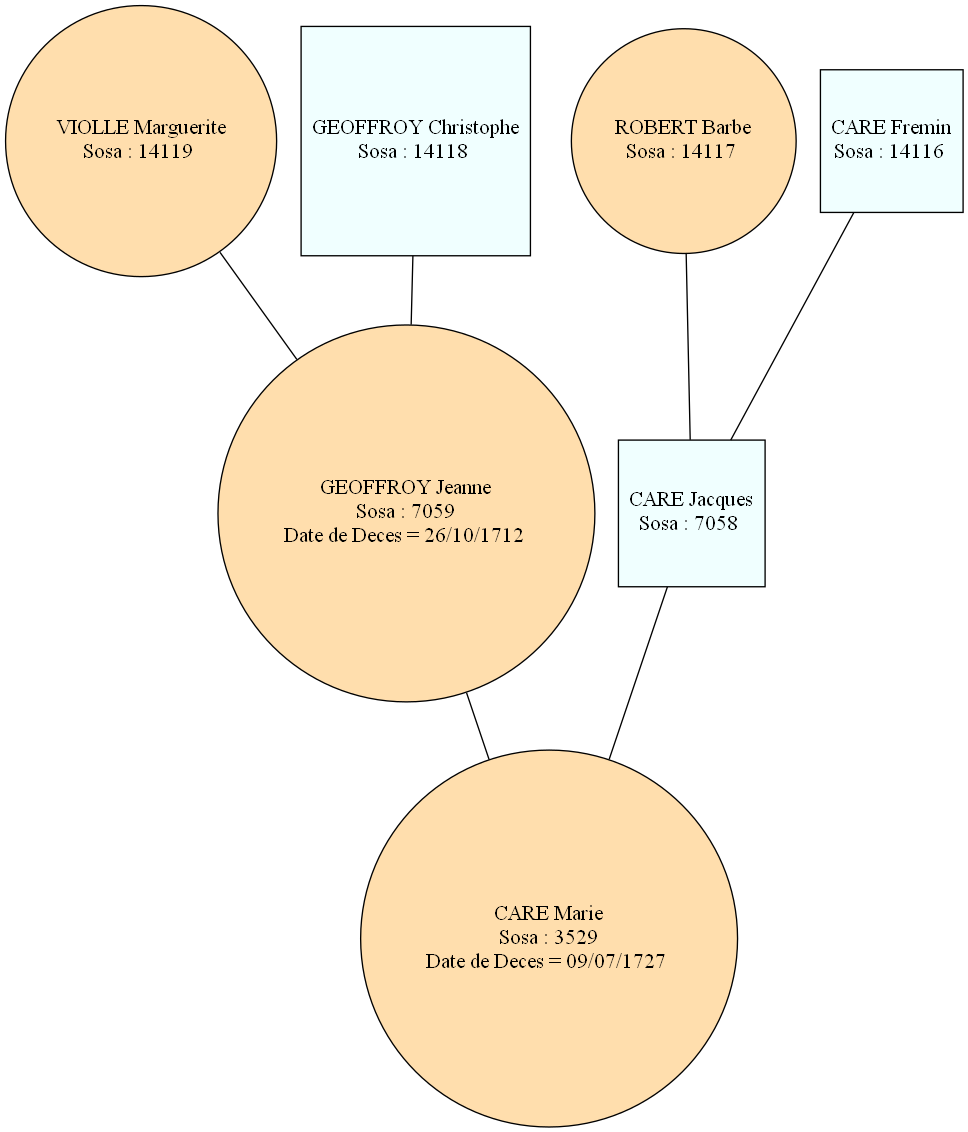 VIOLLE Marguerite
Sosa : 14119
GEOFFROY Christophe
Sosa : 14118
ROBERT Barbe
Sosa : 14117
CARE Fremin
Sosa : 14116
GEOFFROY Jeanne
Sosa : 7059
Date de Deces = 26/10/1712
CARE Jacques
Sosa : 7058
CARE Marie
Sosa : 3529
Date de Deces = 09/07/1727